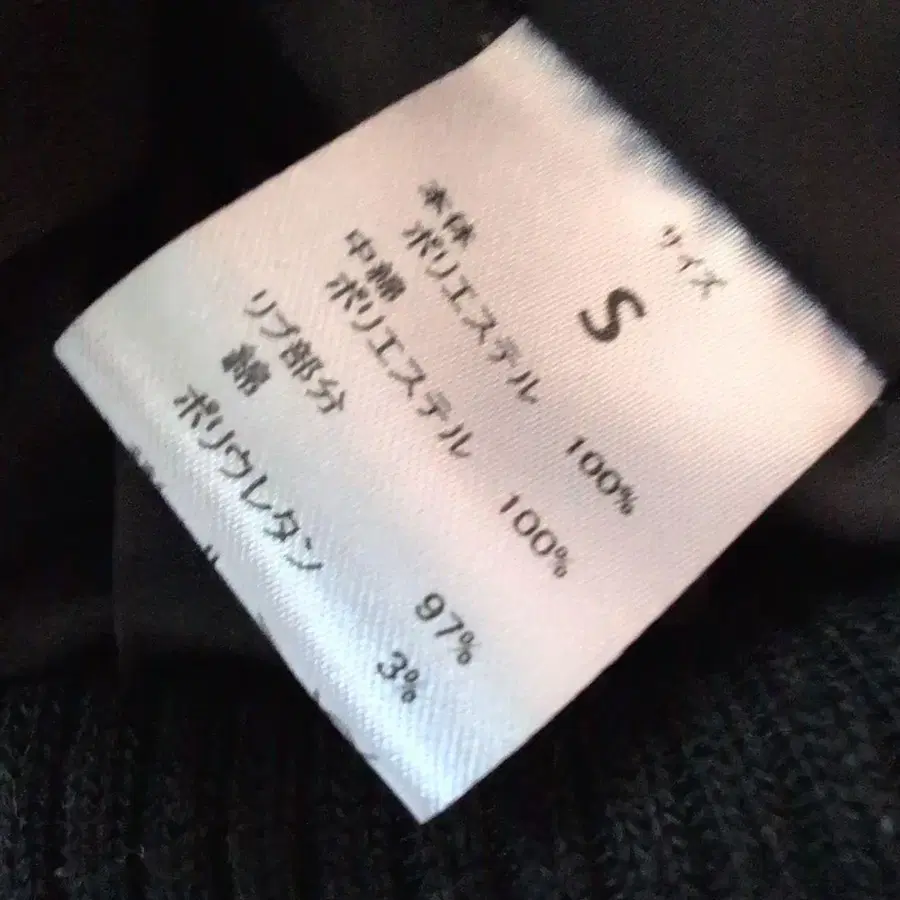 サイズ
S
本体
ポリエステル 100%
中綿
ポリエステル 100%
リブ部分
綿 97%
ポリウレタン 3%